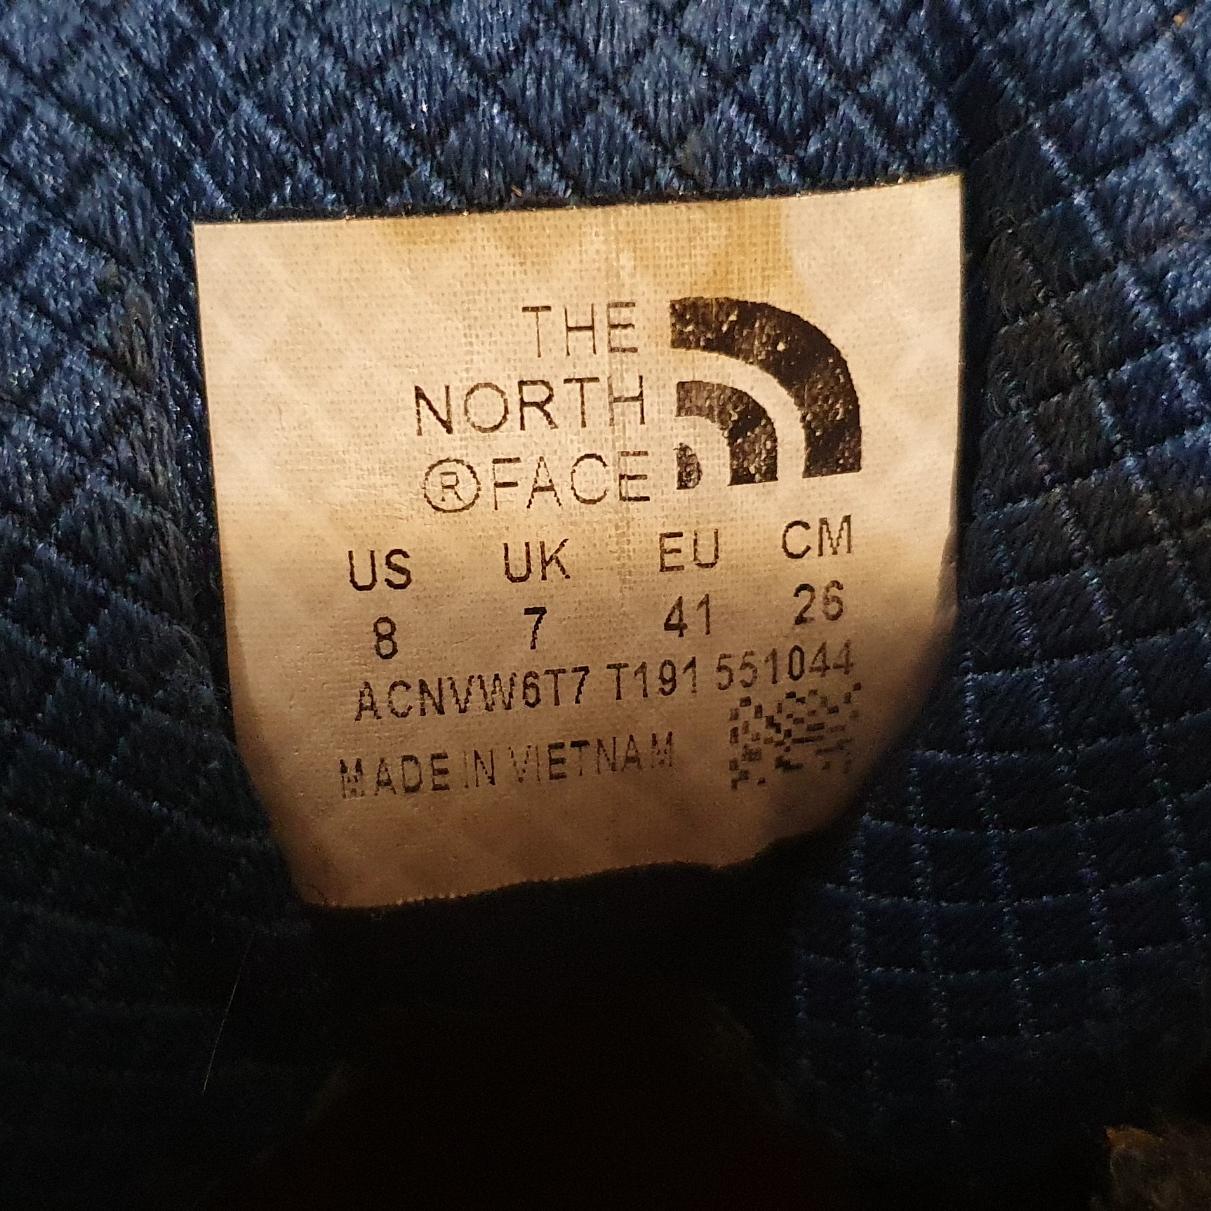 THE
NORTH
®FACE
US UK EU CM
8 7 41 26
ACNVW6T7 T191 551044
MADE IN VIETNAM